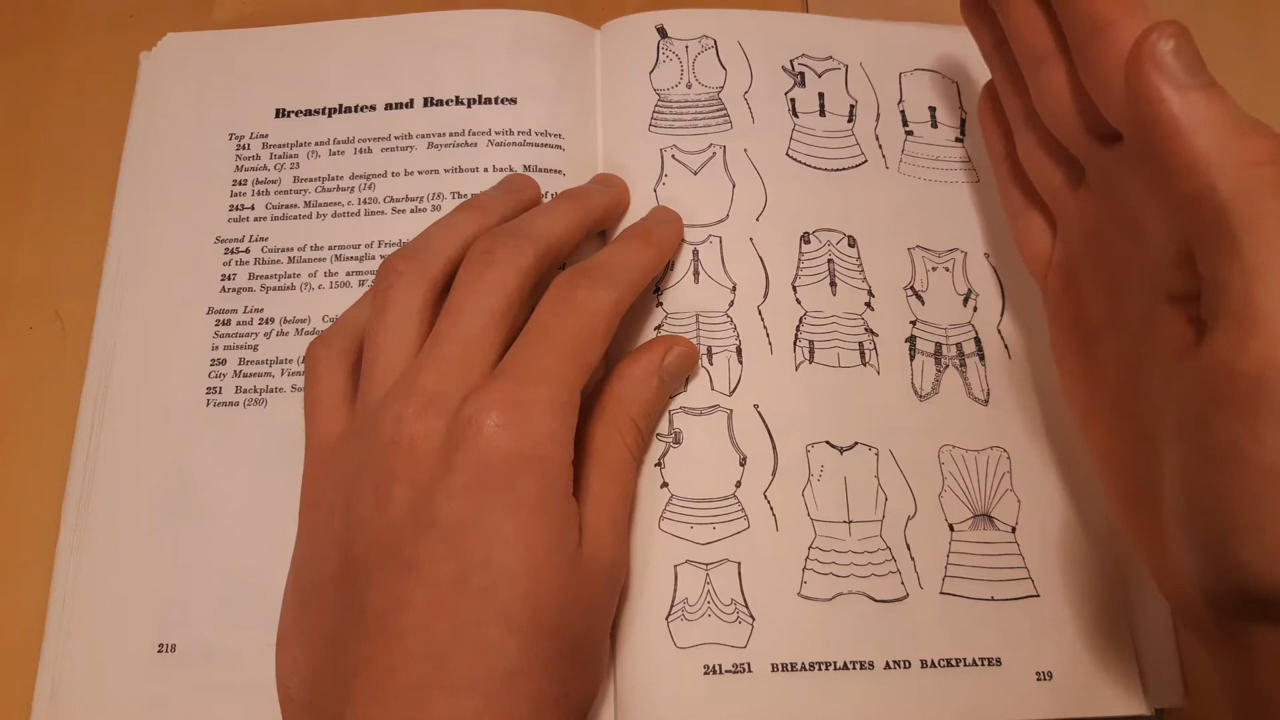 Breastplates and Backplates
Top Line
241 Breastplate and fauld covered with canvas and faced with red velvet.
North Italian (?), late 14th century. Bayerisches Nationalmuseum,
Munich, Cf. 23
242 (below) Breastplate designed to be worn without a back. Milanese,
late 14th century. Churburg (14)
243–4 Cuirass. Milanese, c. 1420. Churburg (18). The
culet are indicated by dotted lines. See also 30
Second Line
245–6 Cuirass of the armour of
of the Rhine. Milanese (Missaglia
247 Breastplate of the
Aragon. Spanish (?), c. 1500.
Bottom Line
248 and 249 (below)
Sanctuary of the
is missing
250 Breastplate
City Museum,
251 Backplate.
Vienna (280)
218
241–251 BREASTPLATES AND BACKPLATES
219